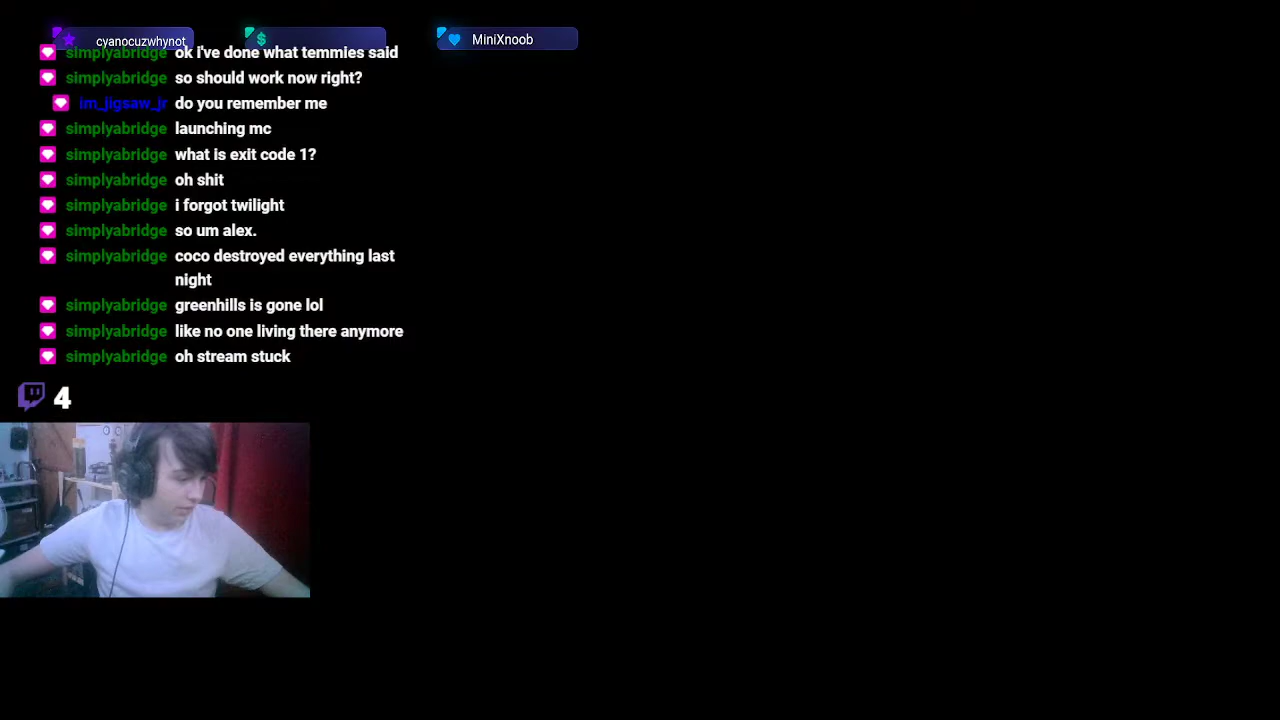 cyanocuzwhynot
$
MiniXnoob
simplyabridge ok i've done what temmies said
simplyabridge so should work now right?
im_jigsaw_jr do you remember me
simplyabridge launching mc
simplyabridge what is exit code 1?
simplyabridge oh shit
simplyabridge i forgot twilight
simplyabridge so um alex.
simplyabridge coco destroyed everything last
night
simplyabridge greenhills is gone lol
simplyabridge like no one living there anymore
simplyabridge oh stream stuck
4